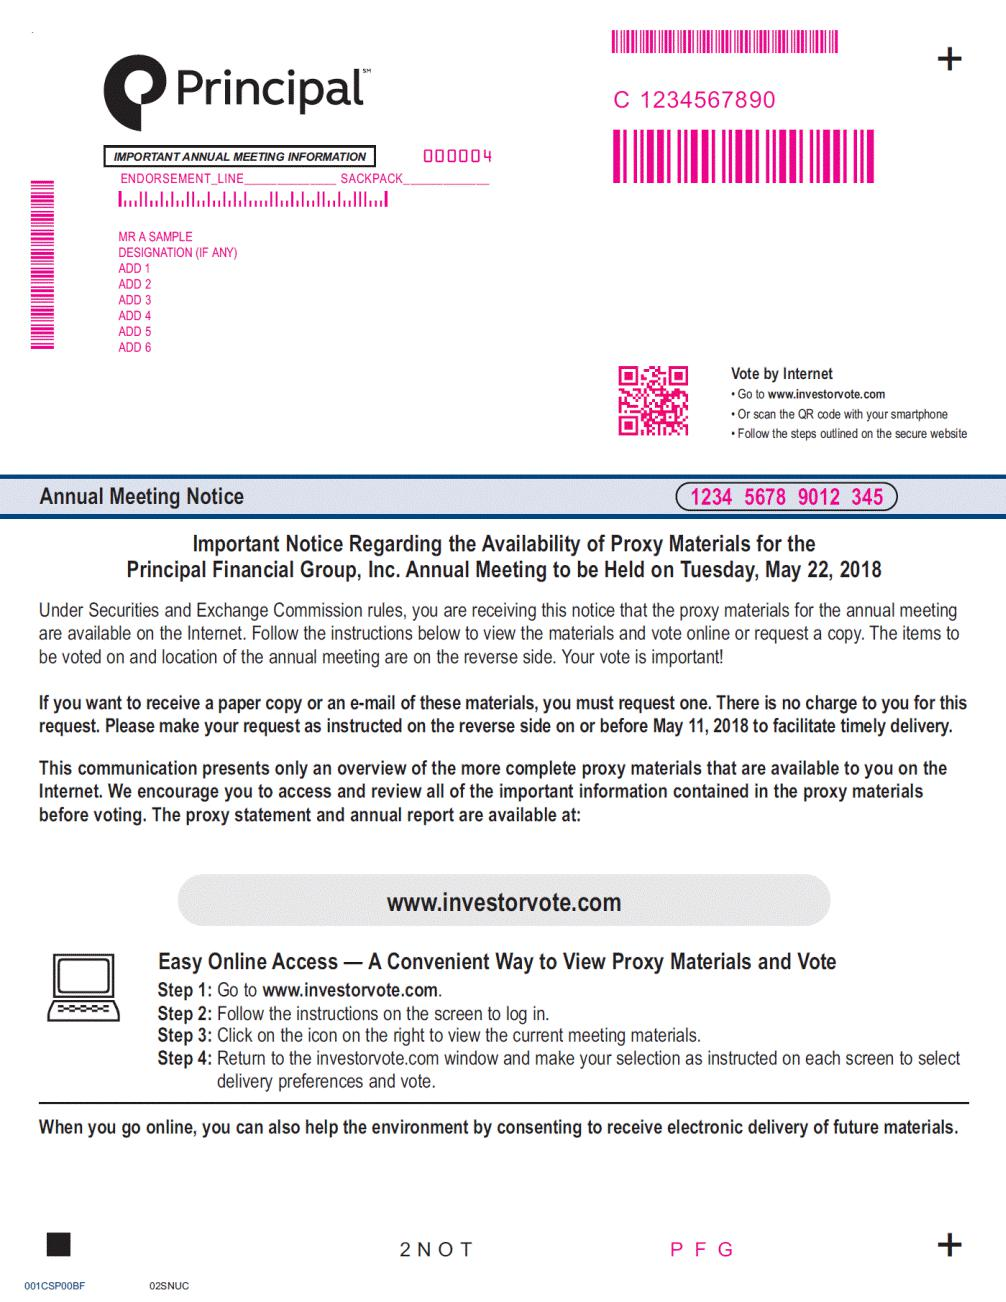 Principal℠
C 1234567890
IMPORTANT ANNUAL MEETING INFORMATION
000004
ENDORSEMENT_LINE______________ SACKPACK_____________
MR A SAMPLE
DESIGNATION (IF ANY)
ADD 1
ADD 2
ADD 3
ADD 4
ADD 5
ADD 6
Vote by Internet
• Go to www.investorvote.com
• Or scan the QR code with your smartphone
• Follow the steps outlined on the secure website
Annual Meeting Notice
1234 5678 9012 345
Important Notice Regarding the Availability of Proxy Materials for the
Principal Financial Group, Inc. Annual Meeting to be Held on Tuesday, May 22, 2018
Under Securities and Exchange Commission rules, you are receiving this notice that the proxy materials for the annual meeting
are available on the Internet. Follow the instructions below to view the materials and vote online or request a copy. The items to
be voted on and location of the annual meeting are on the reverse side. Your vote is important!
If you want to receive a paper copy or an e-mail of these materials, you must request one. There is no charge to you for this
request. Please make your request as instructed on the reverse side on or before May 11, 2018 to facilitate timely delivery.
This communication presents only an overview of the more complete proxy materials that are available to you on the
Internet. We encourage you to access and review all of the important information contained in the proxy materials
before voting. The proxy statement and annual report are available at:
www.investorvote.com
Easy Online Access — A Convenient Way to View Proxy Materials and Vote
Step 1: Go to www.investorvote.com.
Step 2: Follow the instructions on the screen to log in.
Step 3: Click on the icon on the right to view the current meeting materials.
Step 4: Return to the investorvote.com window and make your selection as instructed on each screen to select
delivery preferences and vote.
When you go online, you can also help the environment by consenting to receive electronic delivery of future materials.
2 N O T
P F G
001CSP00BF
02SNUC